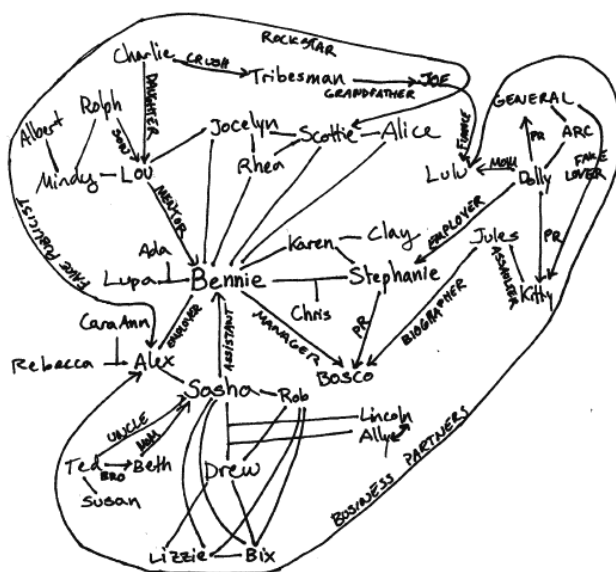 ROCKSTAR
Charlie
CRUSH
Tribesman
GRANDFATHER
JOE
DAUGHTER
Albert
Rolph
SON
Jocelyn
Scottie
Alice
Rhea
Mindy
Lou
FIANCE
Lulu
MOM
GENERAL
PR
ARC
Dolly
FAKE
LOVER
FAKE PUBLICIST
MENTOR
Ada
Lupa
Bennie
Karen
Clay
Stephanie
EMPLOYER
Jules
ASSAULTER
PR
Kitty
Chris
PR
BIOGRAPHER
MANAGER
Bosco
CaraAnn
Rebecca
Alex
EMPLOYER
ASSISTANT
Sasha
Rob
Lincoln
Ally
UNCLE
MOM
Ted
BRO
Beth
Susan
Drew
Lizzie
Bix
BUSINESS PARTNERS